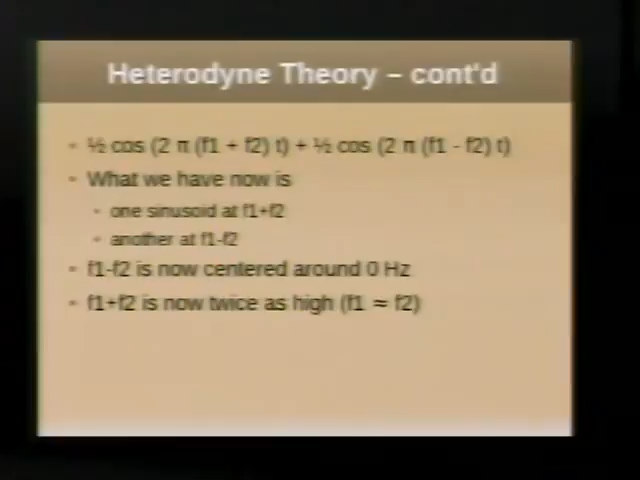 Heterodyne Theory – cont'd
½ cos (2 π (f1 + f2) t) + ½ cos (2 π (f1 - f2) t)
What we have now is
one sinusoid at f1+f2
another at f1-f2
f1-f2 is now centered around 0 Hz
f1+f2 is now twice as high (f1 ≈ f2)